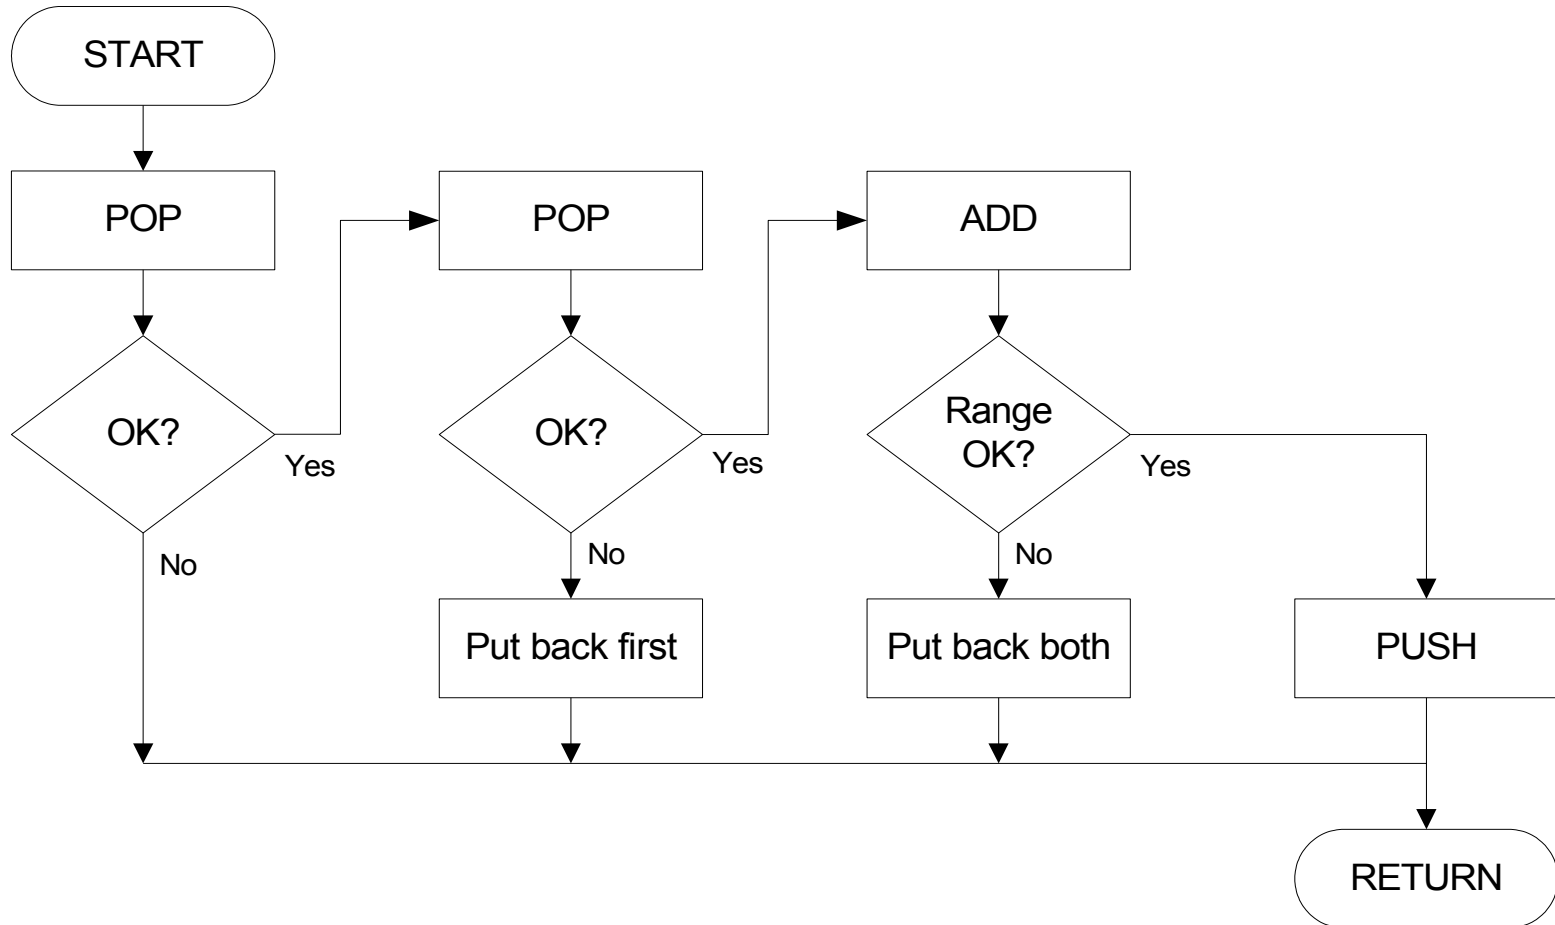 START
POP
POP
ADD
OK?
Yes
OK?
Yes
Range
OK?
Yes
No
No
No
Put back first
Put back both
PUSH
RETURN